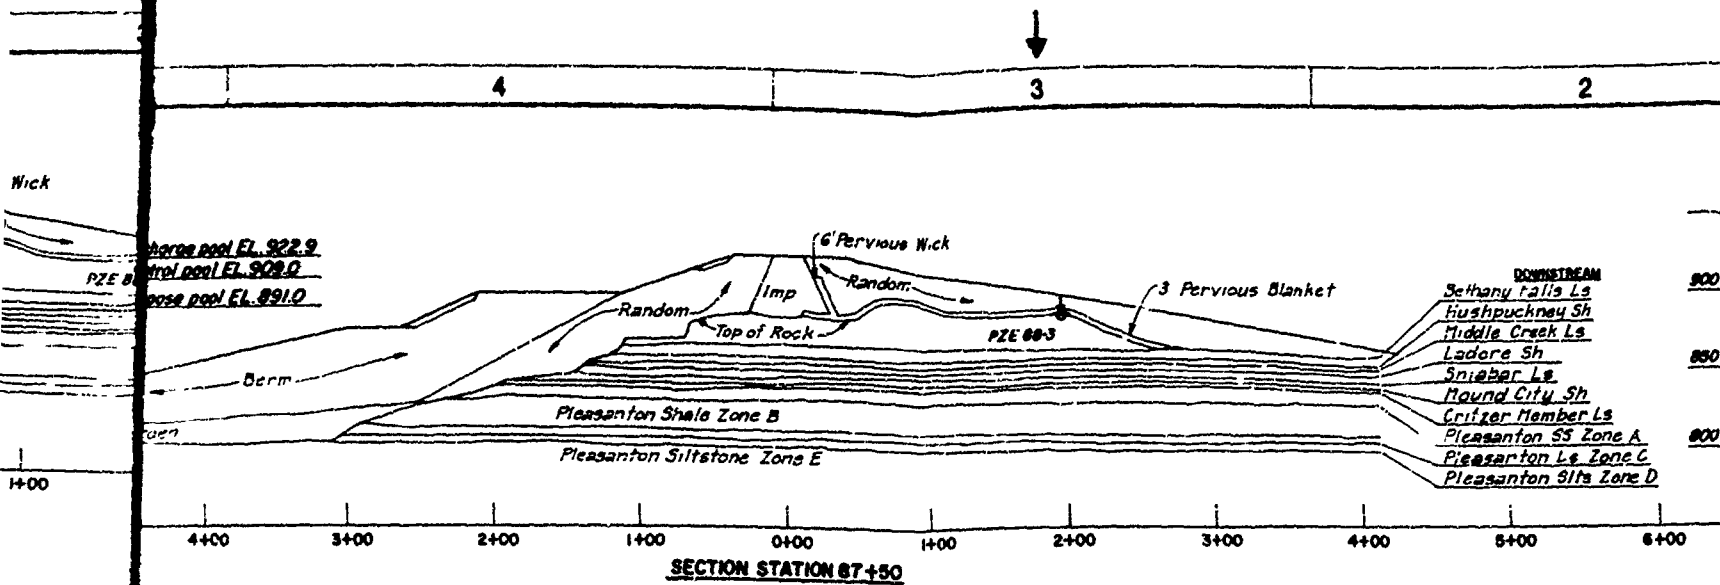 4 3 2
Wick
charge pool EL. 922.9
trol pool EL. 909.0
pose pool EL. 891.0
PZE 8
6' Pervious Wick
Random
Imp
Random
3 Pervious Blanket
Top of Rock
PZE 88-3
Berm
DOWNSTREAM
Bethany Falls Ls
Hushpuckney Sh
Middle Creek Ls
Ladore Sh
Sniabar Ls
Mound City Sh
Critzer Member Ls
Pleasanton SS Zone A
Pleasanton Ls Zone C
Pleasanton Slts Zone D
900
850
800
Pleasanton Shale Zone B
Pleasanton Siltstone Zone E
1+00
4+00 3+00 2+00 1+00 0+00 1+00 2+00 3+00 4+00 5+00 6+00
SECTION STATION 87+50